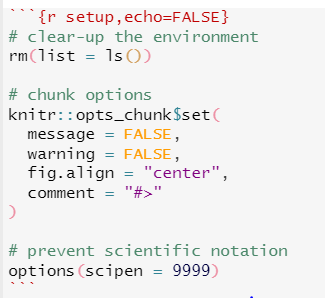 ```{r setup,echo=FALSE}
# clear-up the environment
rm(list = ls())
# chunk options
knitr::opts_chunk$set(
  message = FALSE,
  warning = FALSE,
  fig.align = "center",
  comment = "#>"
)
# prevent scientific notation
options(scipen = 9999)
```